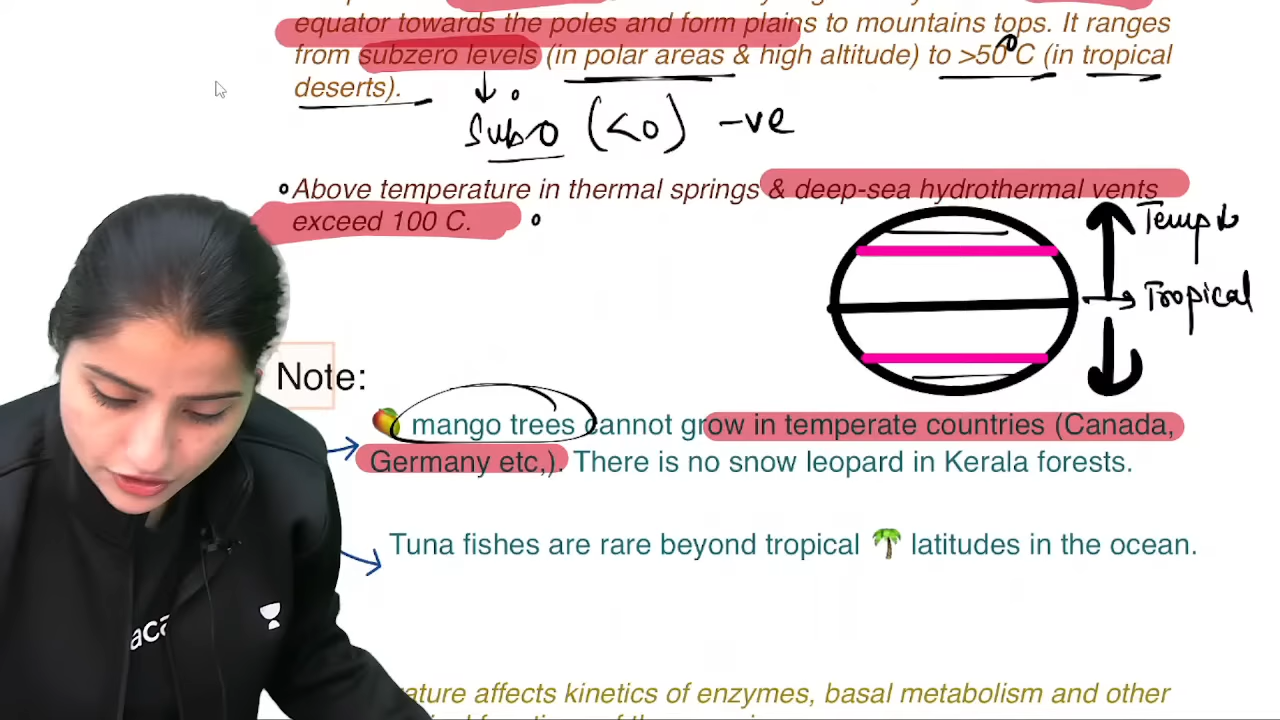 equator towards the poles and form plains to mountains tops. It ranges
from subzero levels (in polar areas & high altitude) to >50°C (in tropical
deserts).
Sub 0 (<0) -ve
Above temperature in thermal springs & deep-sea hydrothermal vents
exceed 100 C.
Temp
Tropical
Note:
mango trees cannot grow in temperate countries (Canada,
Germany etc,). There is no snow leopard in Kerala forests.
Tuna fishes are rare beyond tropical latitudes in the ocean.
aca
affects kinetics of enzymes, basal metabolism and other